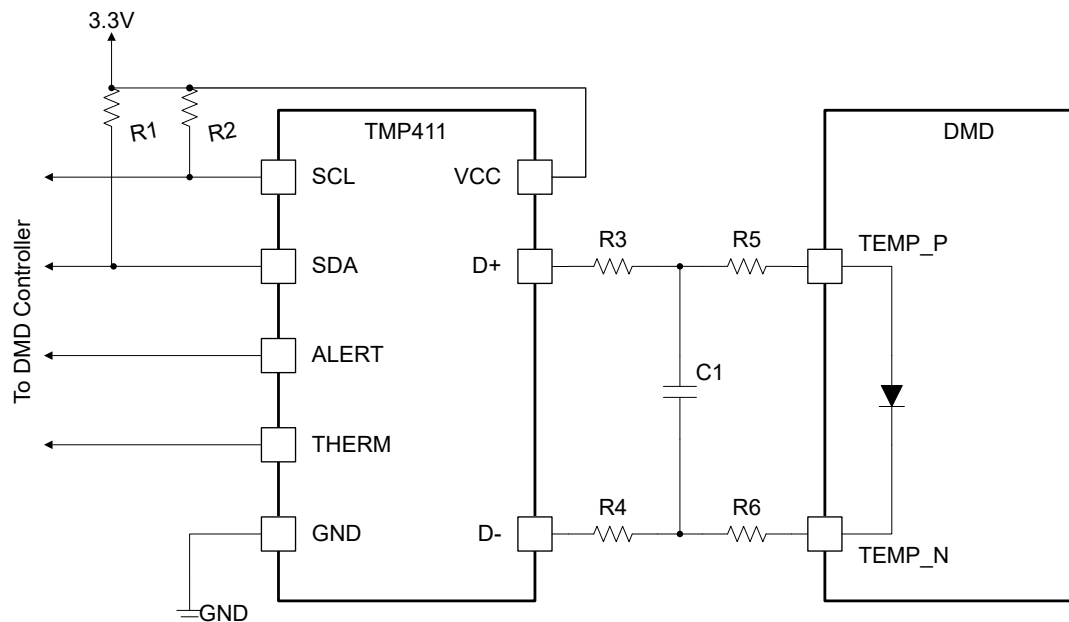 3.3V
R1
R2
TMP411
DMD
SCL
VCC
R3
R5
TEMP_P
SDA
D+
To DMD Controller
ALERT
C1
THERM
R4
R6
GND
D-
TEMP_N
GND